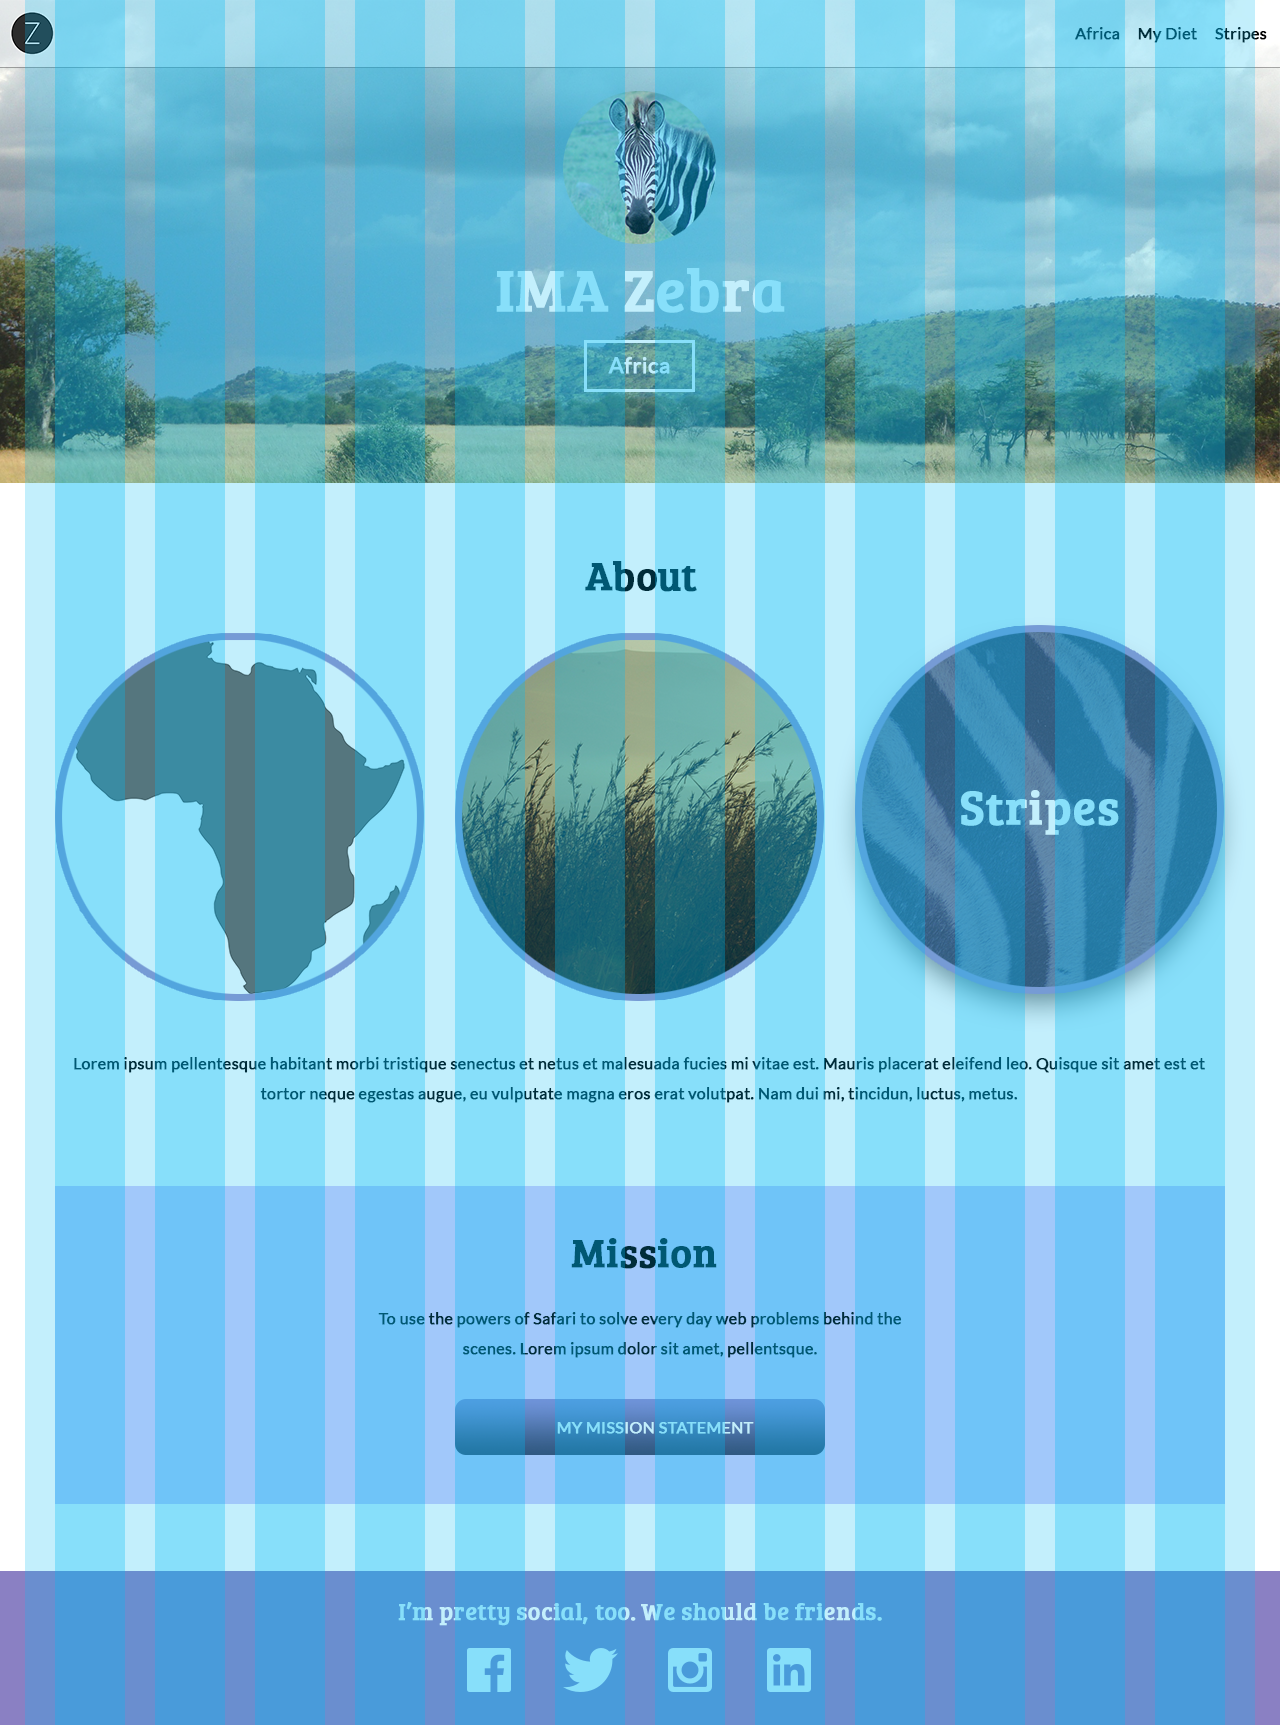 Z
Africa My Diet Stripes
IMA Zebra
Africa
About
Stripes
Lorem ipsum pellentesque habitant morbi tristique senectus et netus et malesuada fucies mi vitae est. Mauris placerat eleifend leo. Quisque sit amet est et
tortor neque egestas augue, eu vulputate magna eros erat volutpat. Nam dui mi, tincidun, luctus, metus.
Mission
To use the powers of Safari to solve every day web problems behind the
scenes. Lorem ipsum dolor sit amet, pellentsque.
MY MISSION STATEMENT
I’m pretty social, too. We should be friends.
f
in